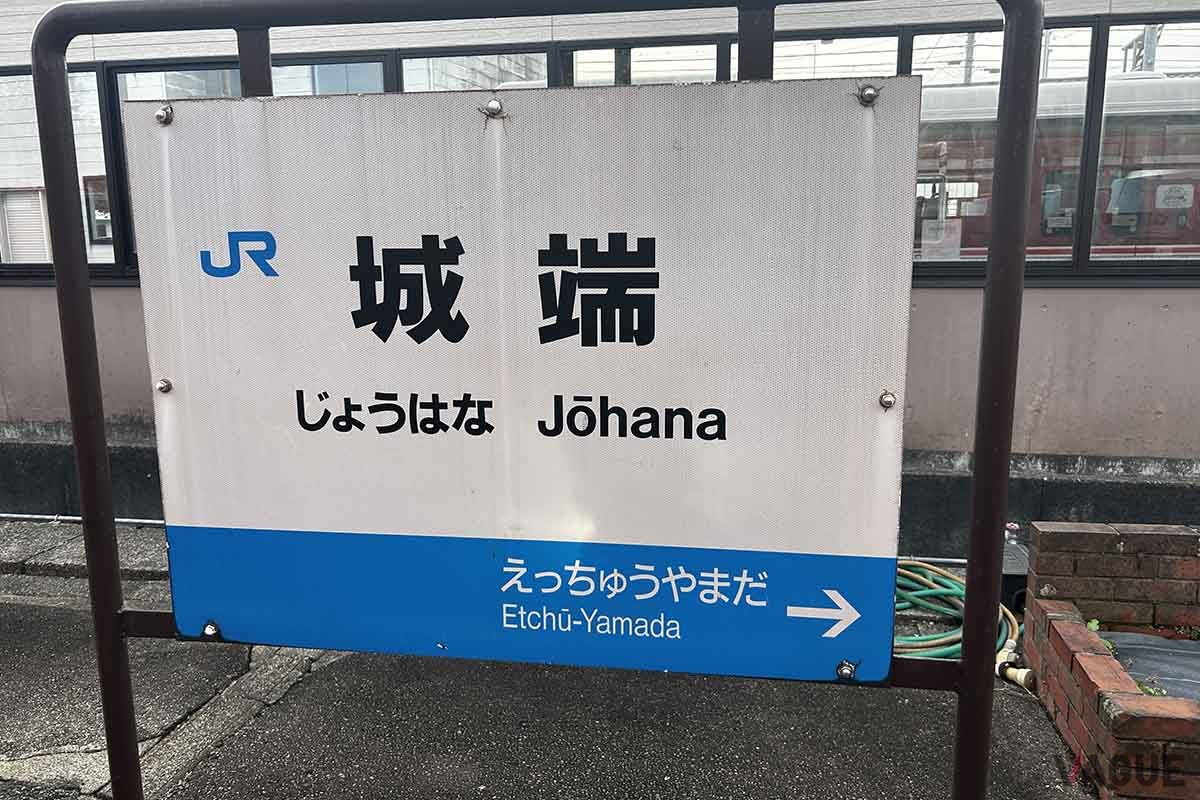 JR
城端
じょうはな Jōhana
えっちゅうやまだ →
Etchū-Yamada
VAGUE